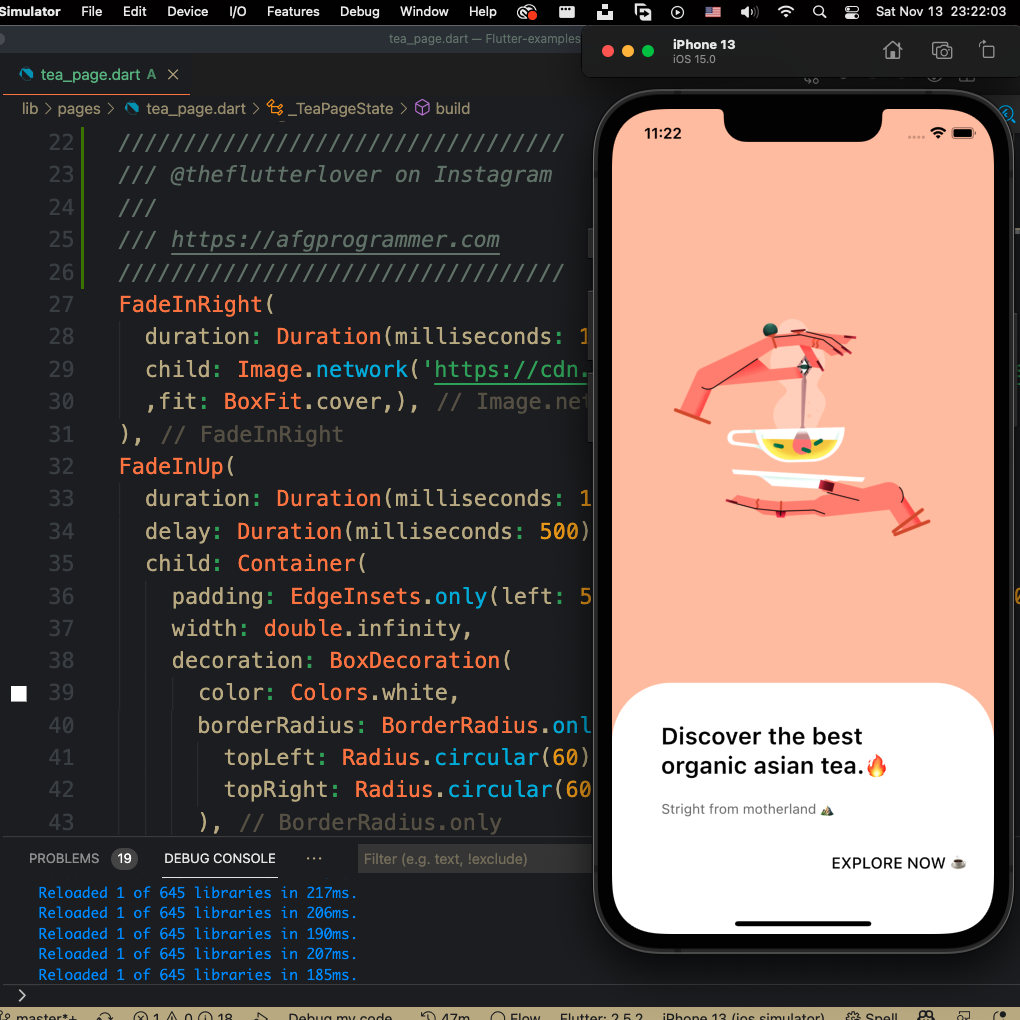 Simulator File Edit Device I/O Features Debug Window Help Sat Nov 13 23:22:03
tea_page.dart — Flutter-examples
tea_page.dart A
lib > pages > tea_page.dart > _TeaPageState > build
22 //////////////////////////////////
23 /// @theflutterlover on Instagram
24 ///
25 /// https://afgprogrammer.com
26 //////////////////////////////////
27 FadeInRight(
28 duration: Duration(milliseconds: 1
29 child: Image.network('https://cdn.
30 ,fit: BoxFit.cover,), // Image.net
31 ), // FadeInRight
32 FadeInUp(
33 duration: Duration(milliseconds: 1
34 delay: Duration(milliseconds: 500)
35 child: Container(
36 padding: EdgeInsets.only(left: 5
37 width: double.infinity,
38 decoration: BoxDecoration(
39 color: Colors.white,
40 borderRadius: BorderRadius.onl
41 topLeft: Radius.circular(60)
42 topRight: Radius.circular(60
43 ), // BorderRadius.only
PROBLEMS 19 DEBUG CONSOLE ··· Filter (e.g. text, !exclude)
Reloaded 1 of 645 libraries in 217ms.
Reloaded 1 of 645 libraries in 206ms.
Reloaded 1 of 645 libraries in 190ms.
Reloaded 1 of 645 libraries in 207ms.
Reloaded 1 of 645 libraries in 185ms.
>
master*+ 1 0 18 Debug my code 47m Flow Flutter: 2.5.2 iPhone 13 (ios simulator) Spell
iPhone 13
iOS 15.0
11:22
Discover the best
organic asian tea.🔥
Stright from motherland 🏕️
EXPLORE NOW ☕